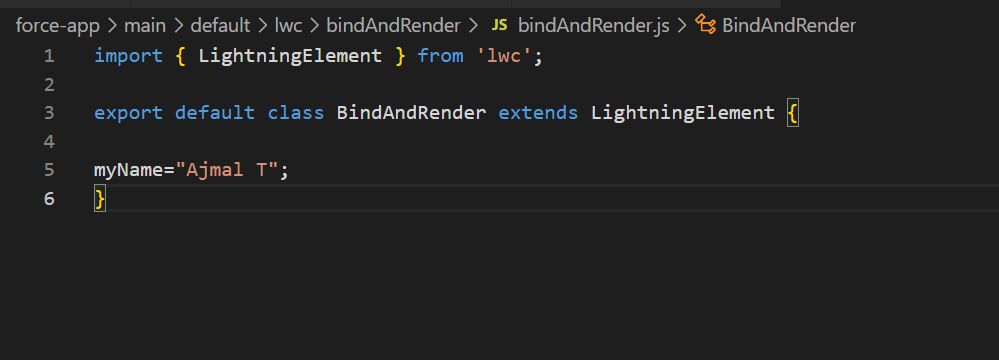 force-app > main > default > lwc > bindAndRender > JS bindAndRender.js > BindAndRender
1 import { LightningElement } from 'lwc';
2
3 export default class BindAndRender extends LightningElement {
4
5 myName="Ajmal T";
6 }